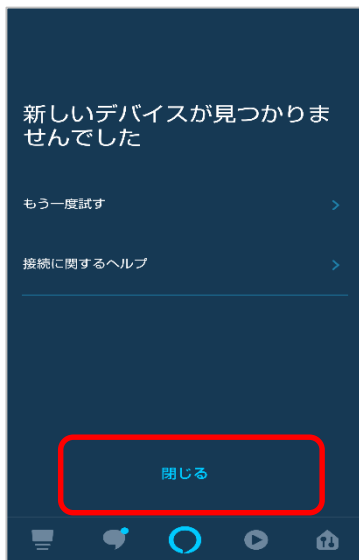 新しいデバイスが見つかりま
せんでした
もう一度試す
接続に関するヘルプ
閉じる